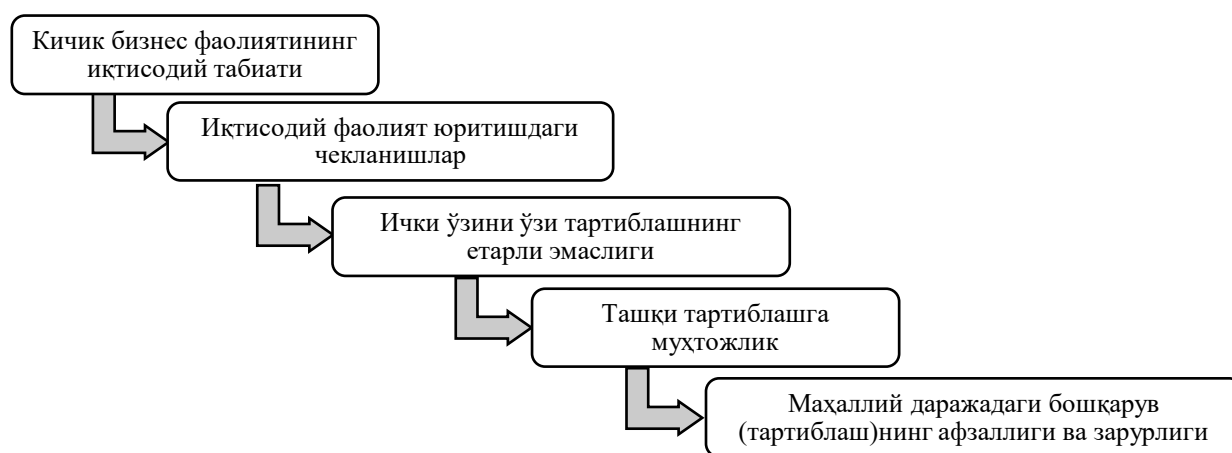 Кичик бизнес фаолиятининг
иқтисодий табиати
Иқтисодий фаолият юритишдаги
чекланишлар
Ички ўзини ўзи тартиблашнинг
етарли эмаслиги
Ташқи тартиблашга
муҳтожлик
Маҳаллий даражадаги бошқарув
(тартиблаш)нинг афзаллиги ва зарурлиги